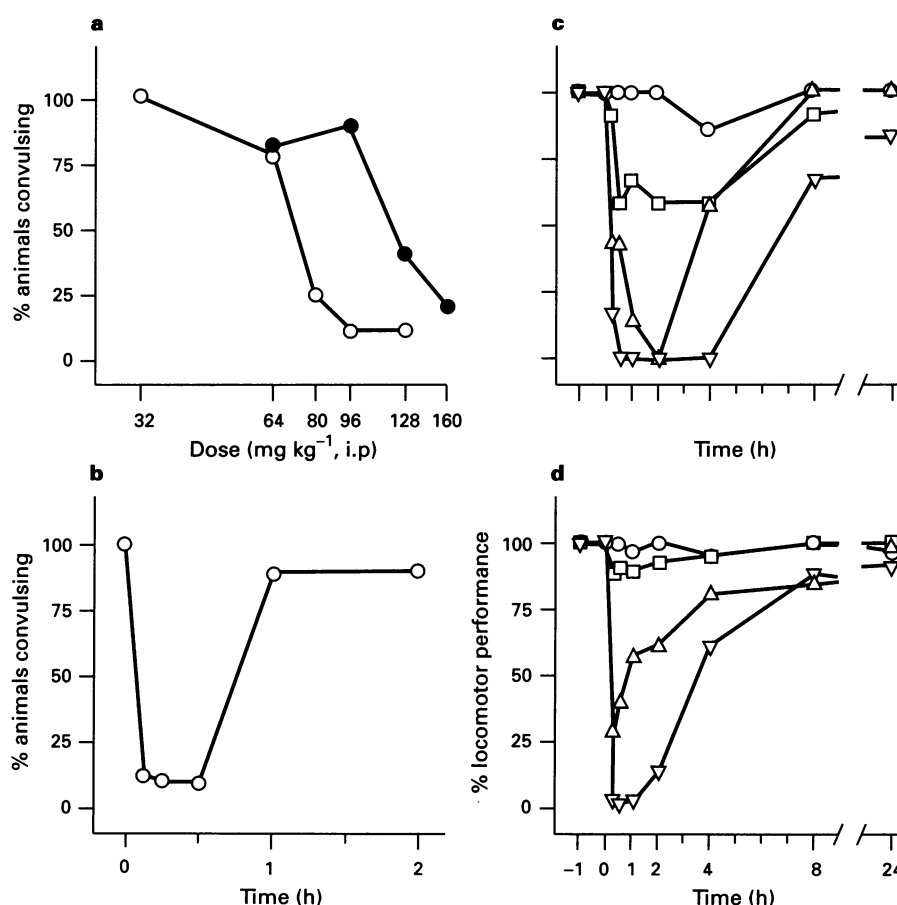 a
% animals convulsing
100
75
50
25
0
32 64 80 96 128 160
Dose (mg kg⁻¹, i.p)
c
Time (h)
b
% animals convulsing
100
75
50
25
0
0 1 2
Time (h)
d
% locomotor performance
100
75
50
25
0
−1 0 1 2 4 8 24
Time (h)